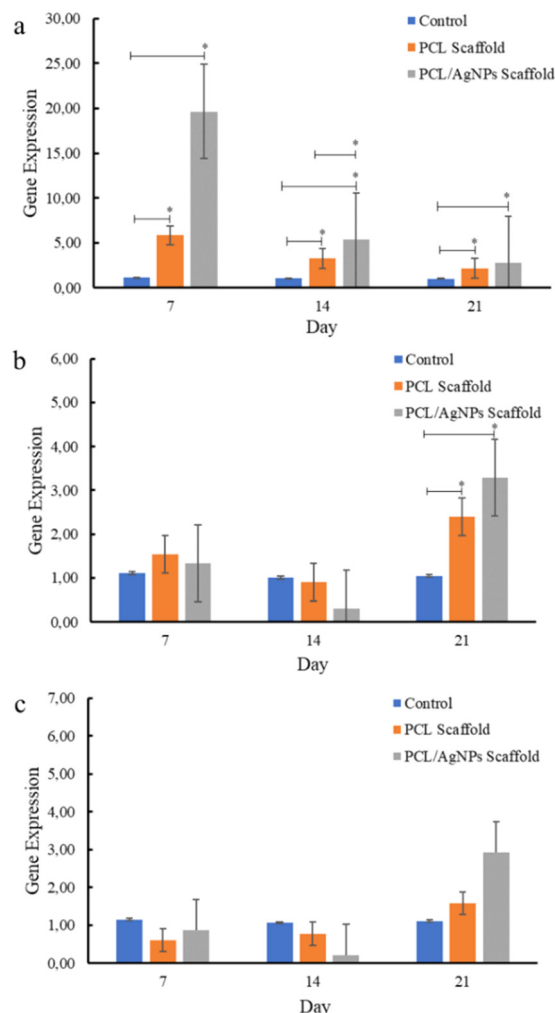 a
30,00
25,00
20,00
15,00
10,00
5,00
0,00
Gene Expression
Control
PCL Scaffold
PCL/AgNPs Scaffold
*
*
*
*
*
*
*
7 14 21
Day
b
6,00
5,00
4,00
3,00
2,00
1,00
0,00
Gene Expression
Control
PCL Scaffold
PCL/AgNPs Scaffold
*
*
7 14 21
Day
c
7,00
6,00
5,00
4,00
3,00
2,00
1,00
0,00
Gene Expression
Control
PCL Scaffold
PCL/AgNPs Scaffold
7 14 21
Day